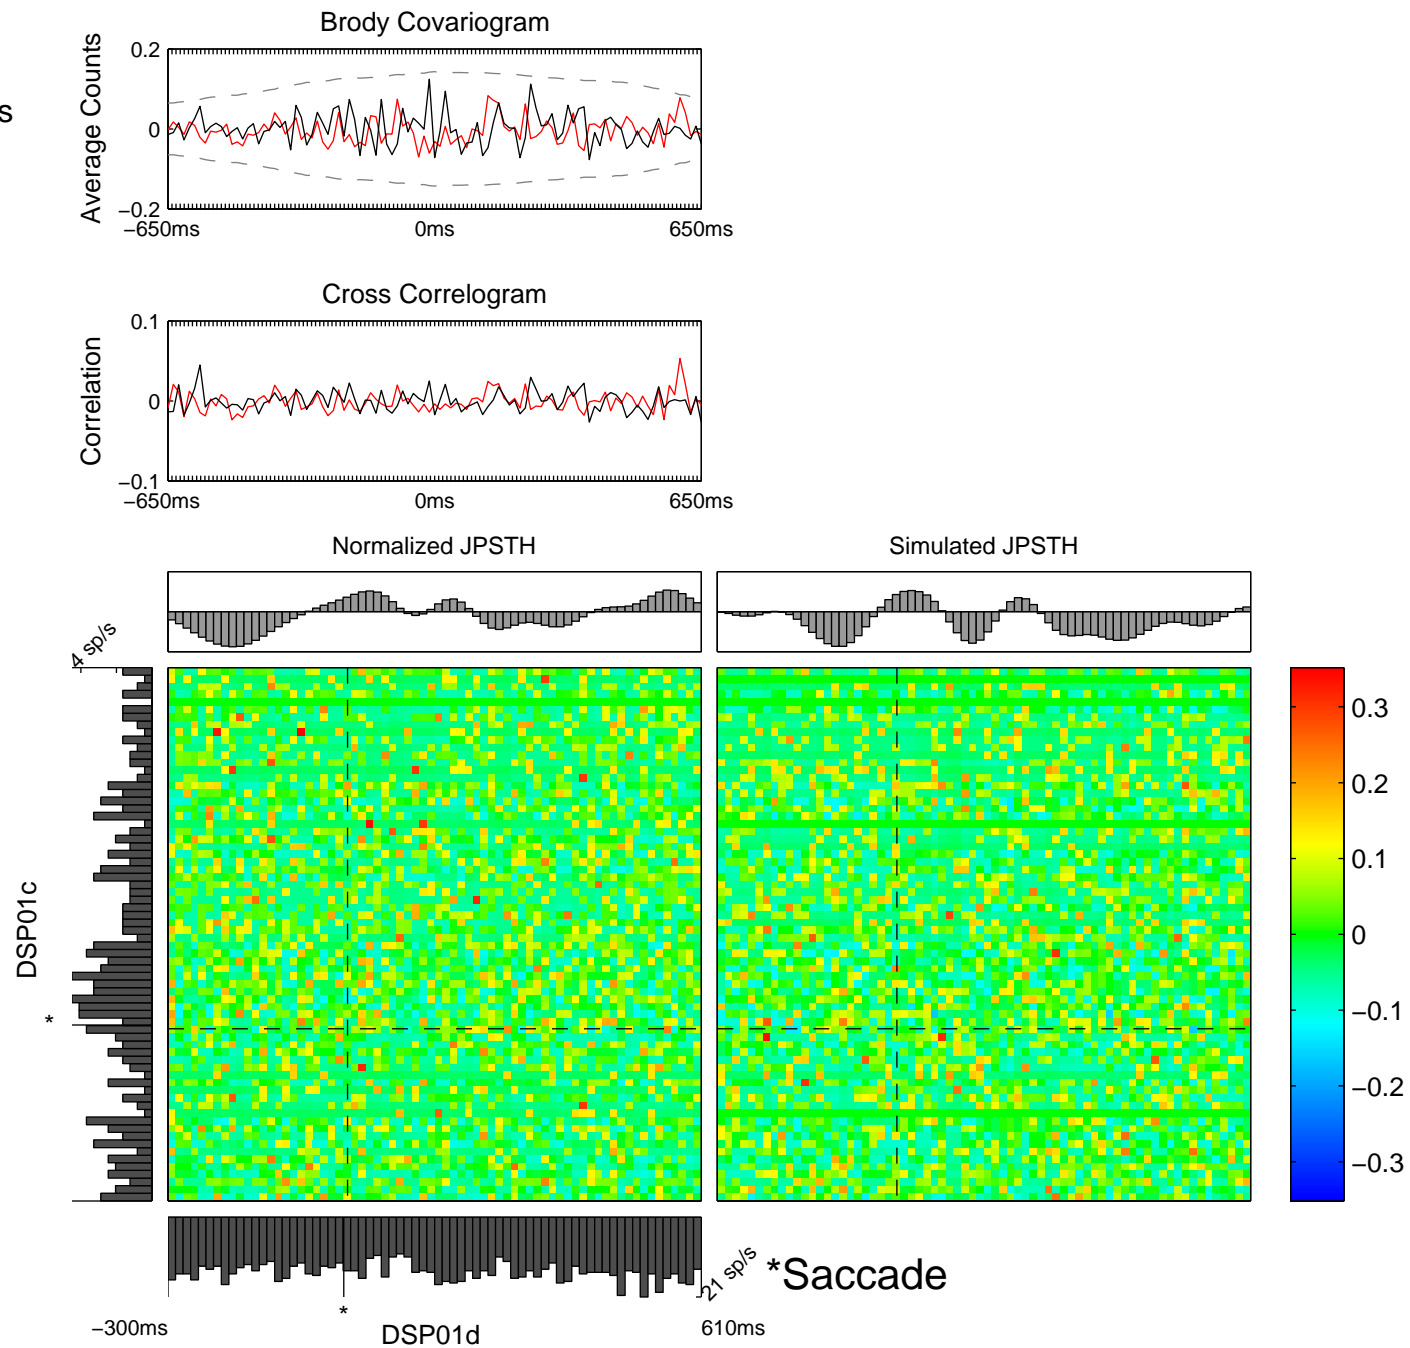 Brody Covariogram
s
Average Counts
0.2
0
−0.2
−650ms 0ms 650ms
Cross Correlogram
Correlation
0.1
0
−0.1
−650ms 0ms 650ms
Normalized JPSTH Simulated JPSTH
4 sp/s
DSP01c
*
0.3
0.2
0.1
0
−0.1
−0.2
−0.3
21 sp/s
*Saccade
*
−300ms DSP01d 610ms